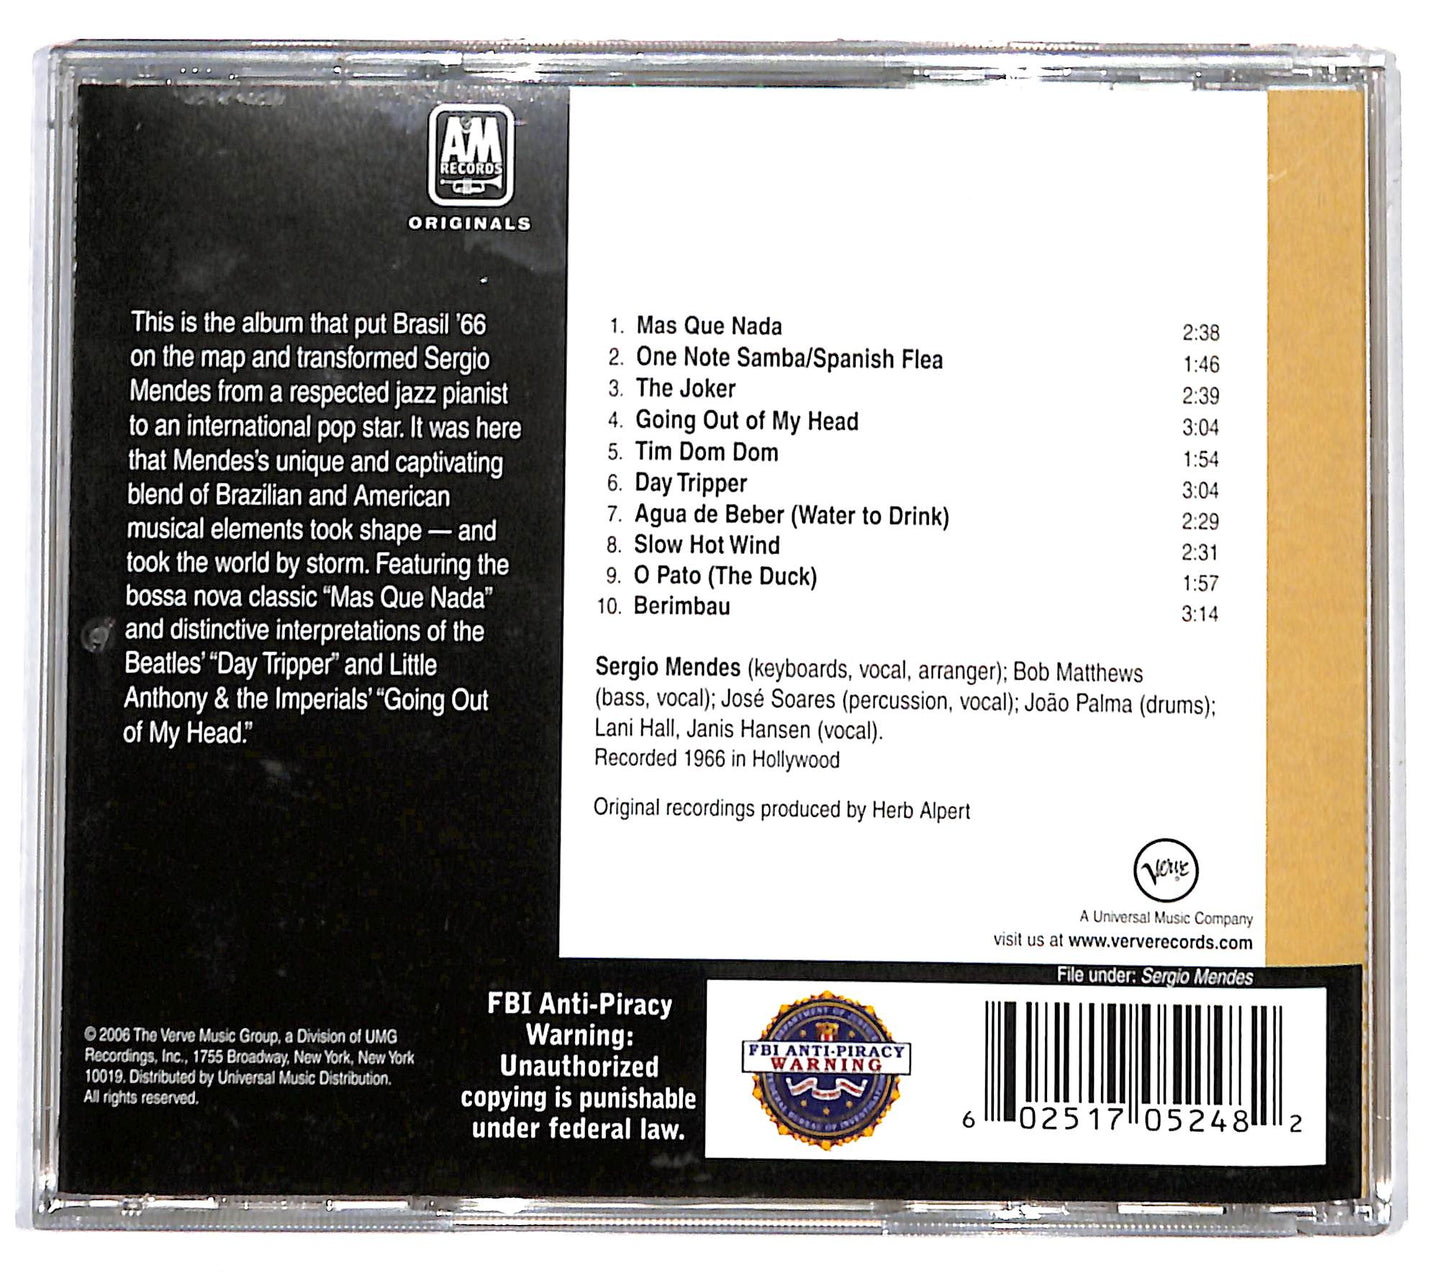 A&M
RECORDS
ORIGINALS
This is the album that put Brasil '66
on the map and transformed Sergio
Mendes from a respected jazz pianist
to an international pop star. It was here
that Mendes's unique and captivating
blend of Brazilian and American
musical elements took shape — and
took the world by storm. Featuring the
bossa nova classic “Mas Que Nada”
and distinctive interpretations of the
Beatles' “Day Tripper” and Little
Anthony & the Imperials' “Going Out
of My Head.”
1. Mas Que Nada 2:38
2. One Note Samba/Spanish Flea 1:46
3. The Joker 2:39
4. Going Out of My Head 3:04
5. Tim Dom Dom 1:54
6. Day Tripper 3:04
7. Agua de Beber (Water to Drink) 2:29
8. Slow Hot Wind 2:31
9. O Pato (The Duck) 1:57
10. Berimbau 3:14
Sergio Mendes (keyboards, vocal, arranger); Bob Matthews
(bass, vocal); José Soares (percussion, vocal); João Palma (drums);
Lani Hall, Janis Hansen (vocal).
Recorded 1966 in Hollywood
Original recordings produced by Herb Alpert
Verve
A Universal Music Company
visit us at www.ververecords.com
File under: Sergio Mendes
© 2006 The Verve Music Group, a Division of UMG
Recordings, Inc., 1755 Broadway, New York, New York
10019. Distributed by Universal Music Distribution.
All rights reserved.
FBI Anti-Piracy
Warning:
Unauthorized
copying is punishable
under federal law.
DEPARTMENT OF JUSTICE
FBI ANTI-PIRACY
WARNING
FEDERAL BUREAU OF INVESTIGATION
6 02517 05248 2